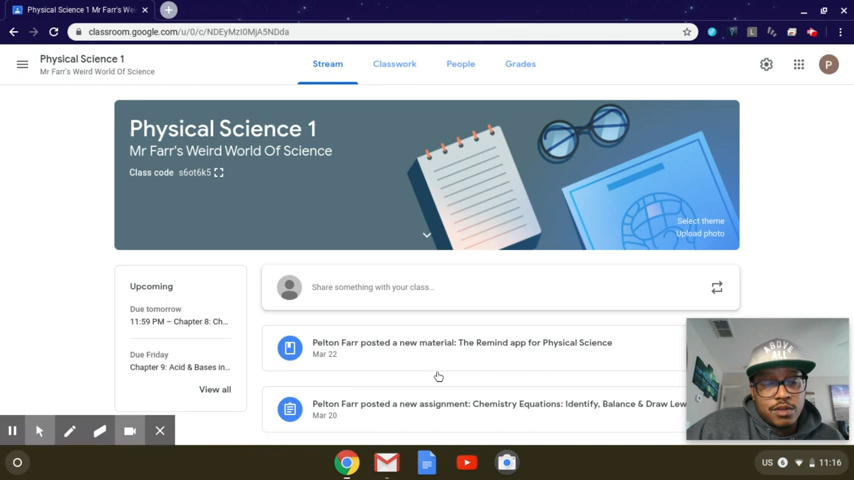 Physical Science 1 Mr Farr's We
classroom.google.com/u/0/c/NDEyMzI0MjA5NDda
Physical Science 1
Mr Farr's Weird World Of Science
Stream
Classwork
People
Grades
P
Physical Science 1
Mr Farr's Weird World Of Science
Class code s6ot6k5
Select theme
Upload photo
Upcoming
Due tomorrow
11:59 PM – Chapter 8: Ch...
Due Friday
Chapter 9: Acid & Bases in...
View all
Share something with your class...
Pelton Farr posted a new material: The Remind app for Physical Science
Mar 22
Pelton Farr posted a new assignment: Chemistry Equations: Identify, Balance & Draw Lew
Mar 20
ABOVE
ALL
US 6 11:16